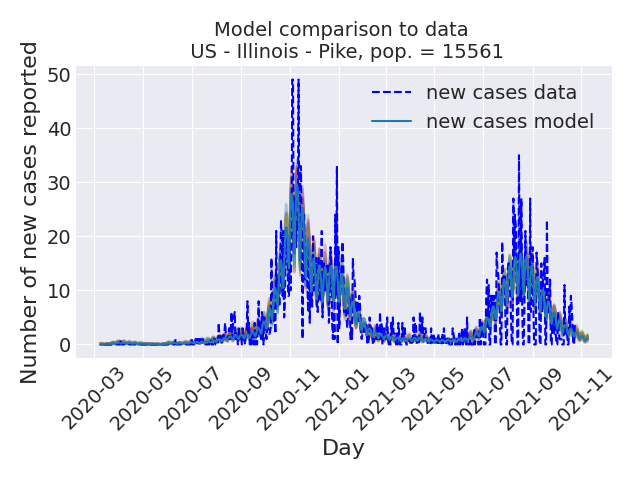 Model comparison to data
US - Illinois - Pike, pop. = 15561
Number of new cases reported
50
40
30
20
10
0
new cases data
new cases model
2020-03
2020-05
2020-07
2020-09
2020-11
2021-01
2021-03
2021-05
2021-07
2021-09
2021-11
Day